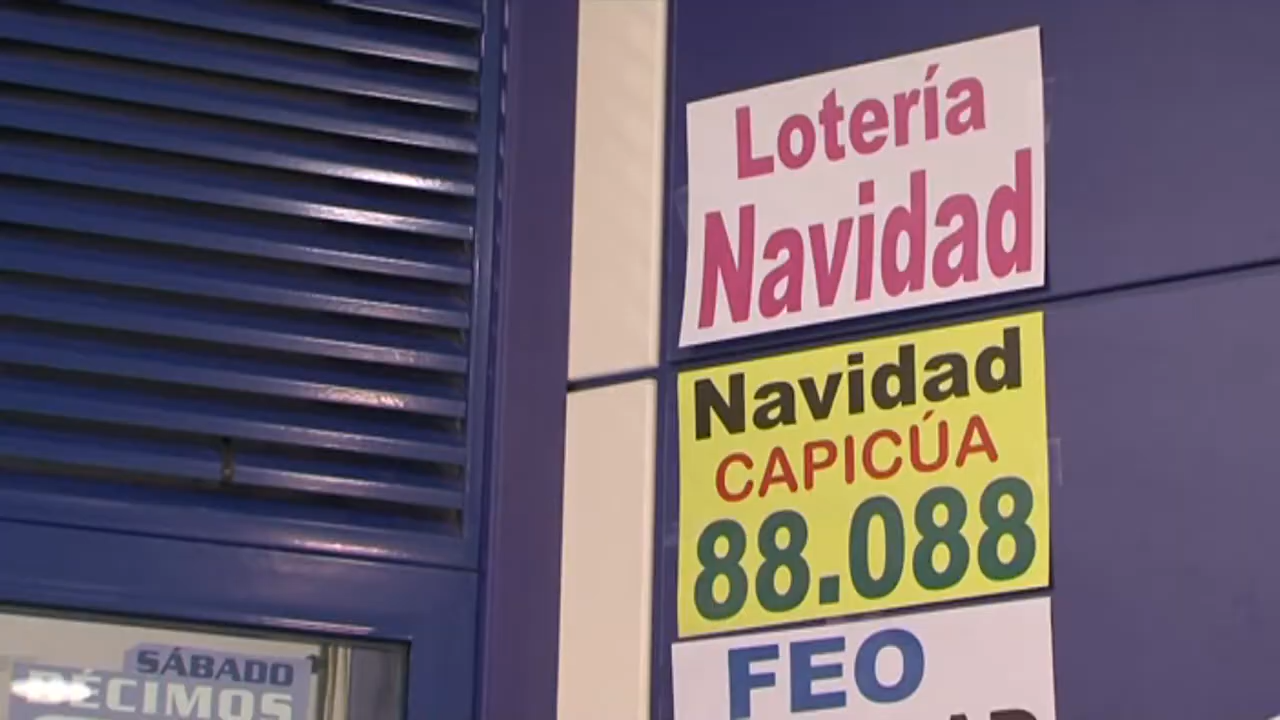 Lotería
Navidad
Navidad
CAPICÚA
88.088
FEO
SÁBADO
DÉCIMOS